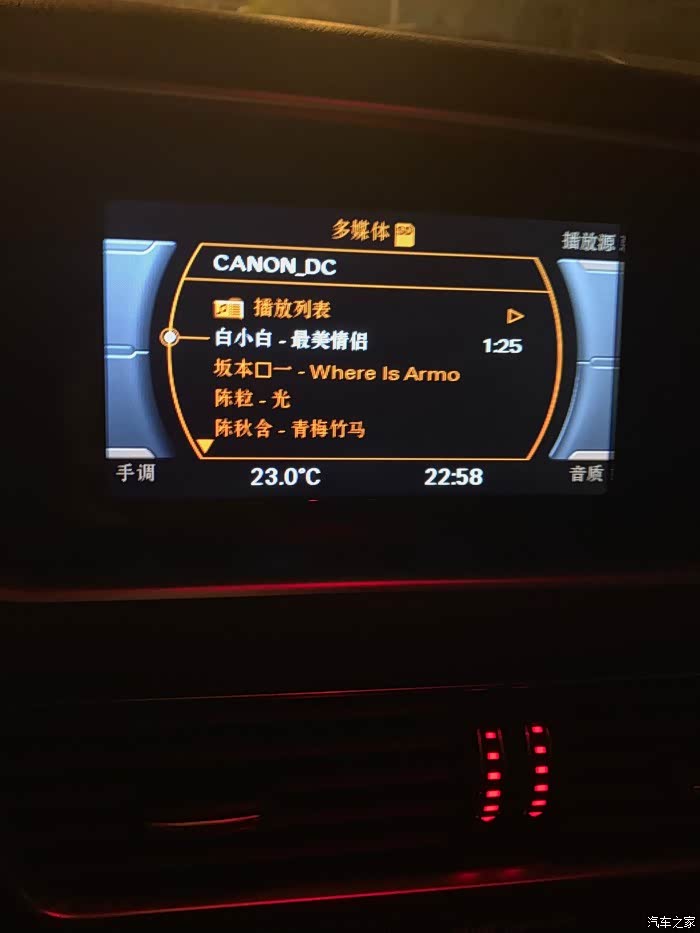 多媒体 SD
播放源
CANON_DC
播放列表
白小白 - 最美情侣 1:25
坂本□一 - Where Is Armo
陈粒 - 光
陈秋含 - 青梅竹马
手调 23.0°C 22:58 音质
汽车之家